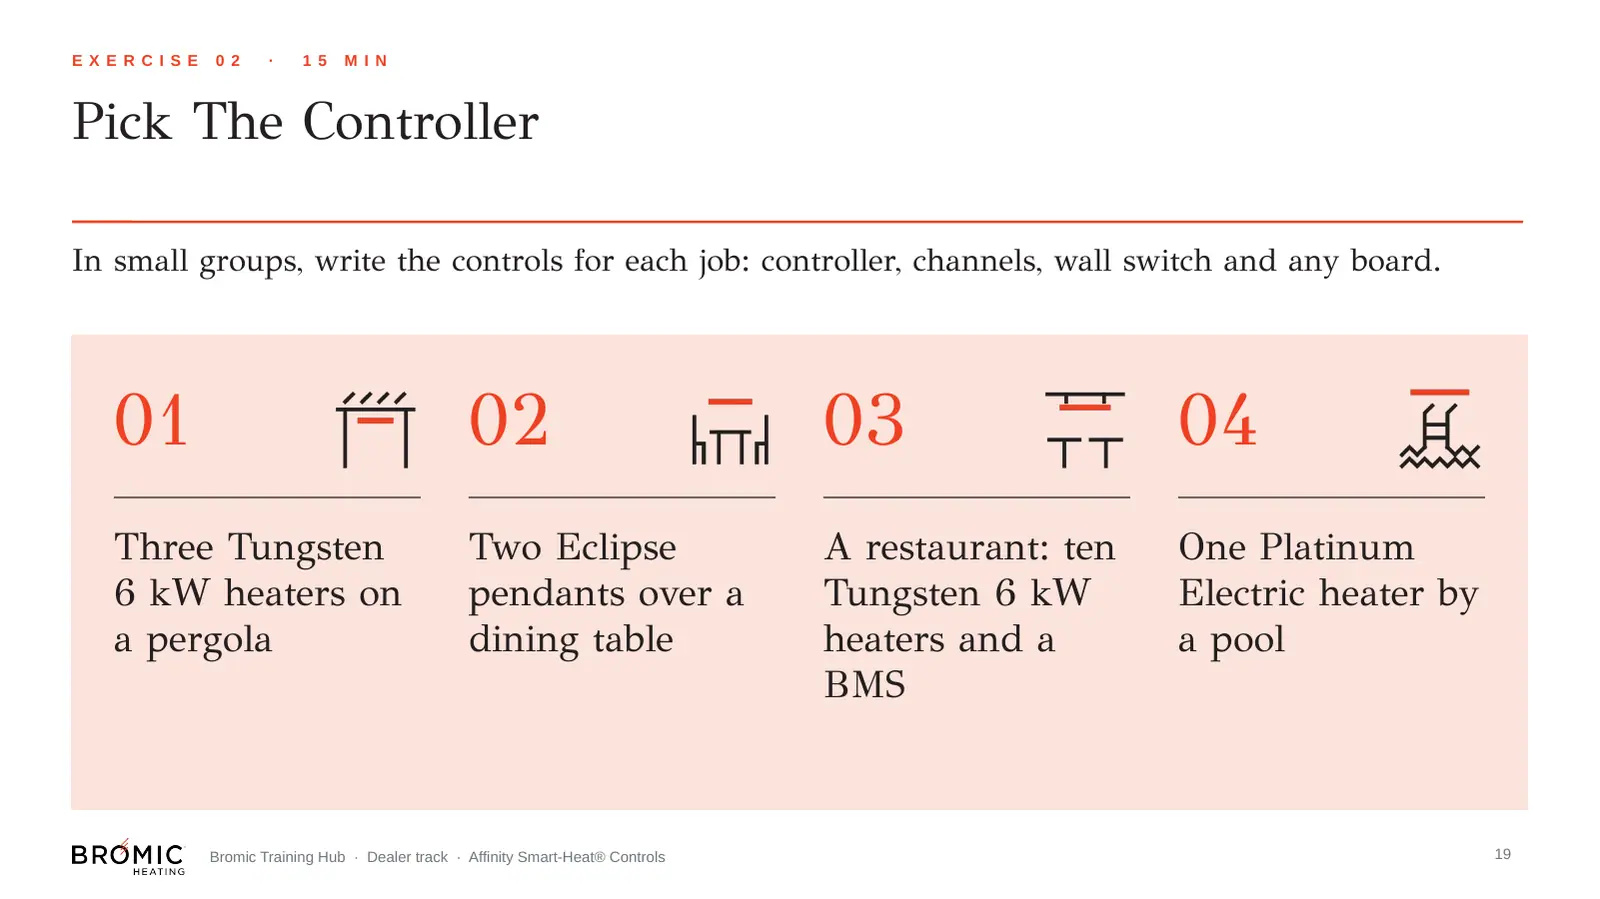 EXERCISE 02 · 15 MIN
Pick The Controller
In small groups, write the controls for each job: controller, channels, wall switch and any board.
01
Three Tungsten
6 kW heaters on
a pergola
02
Two Eclipse
pendants over a
dining table
03
A restaurant: ten
Tungsten 6 kW
heaters and a
BMS
04
One Platinum
Electric heater by
a pool
BROMIC
HEATING
Bromic Training Hub · Dealer track · Affinity Smart-Heat® Controls
19